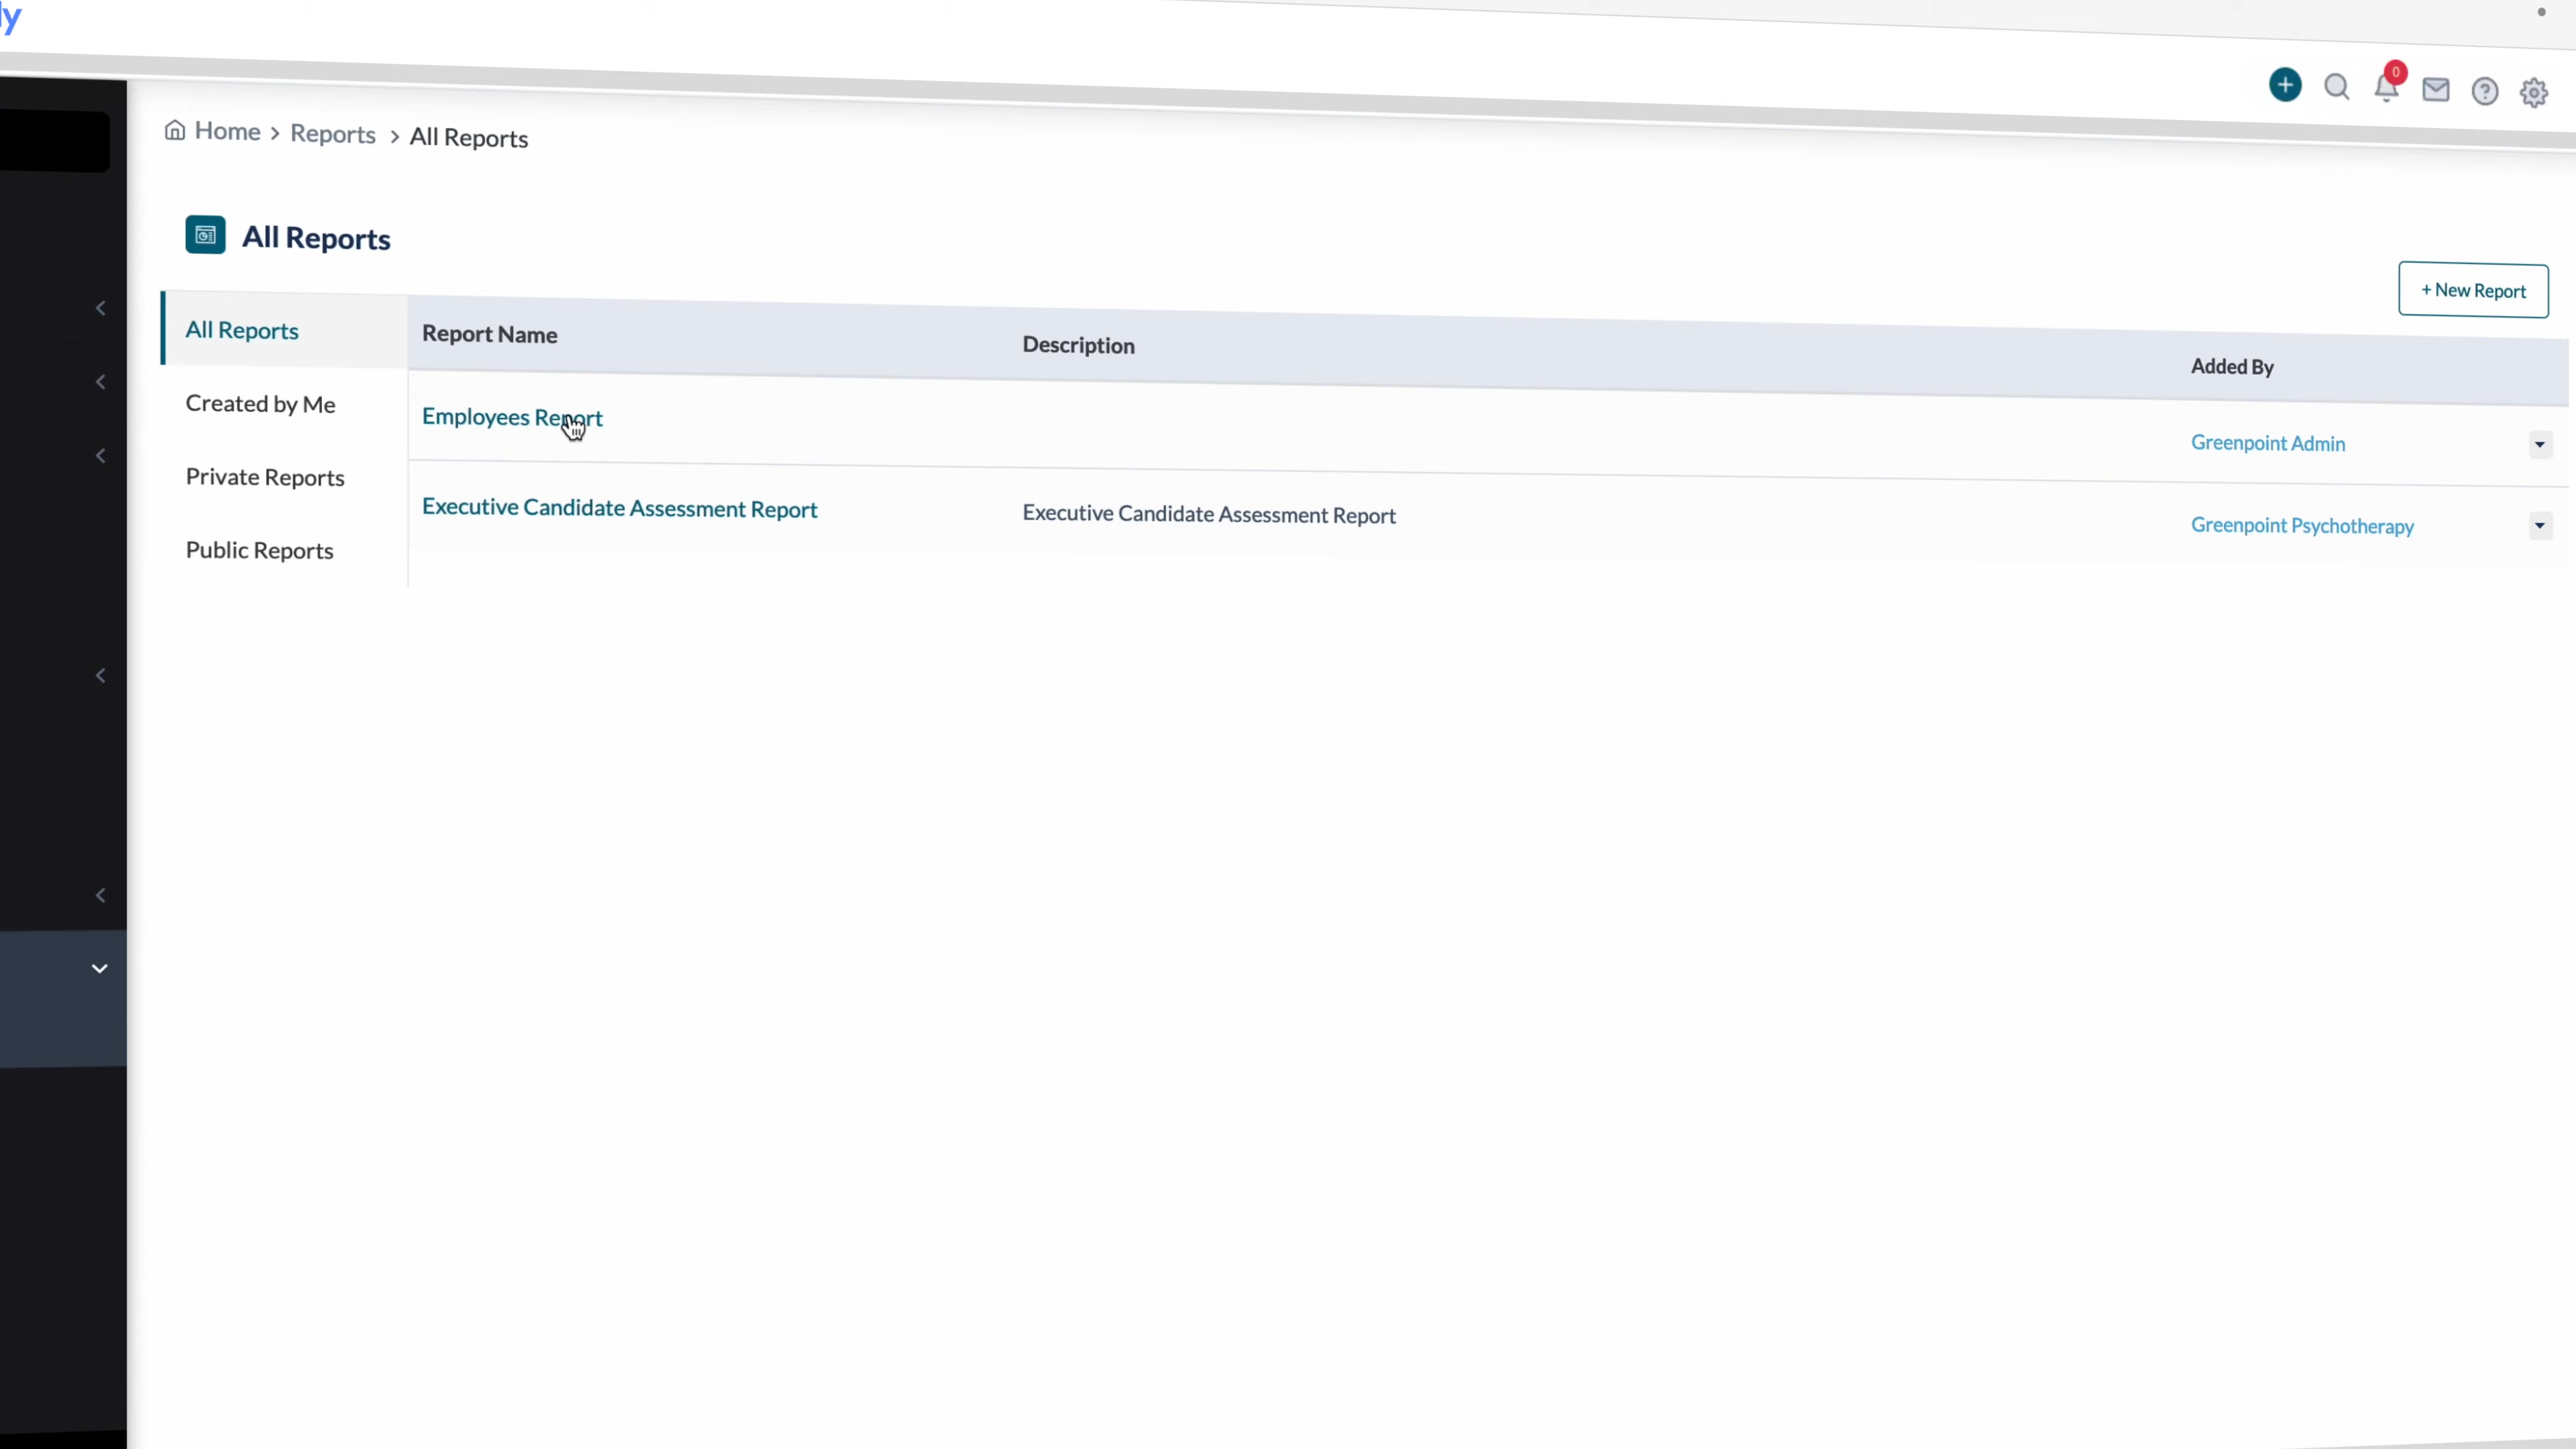 ly
0
Home > Reports > All Reports
All Reports
+ New Report
All Reports
Created by Me
Private Reports
Public Reports
Report Name Description Added By
Employees Report Greenpoint Admin
Executive Candidate Assessment Report Executive Candidate Assessment Report Greenpoint Psychotherapy